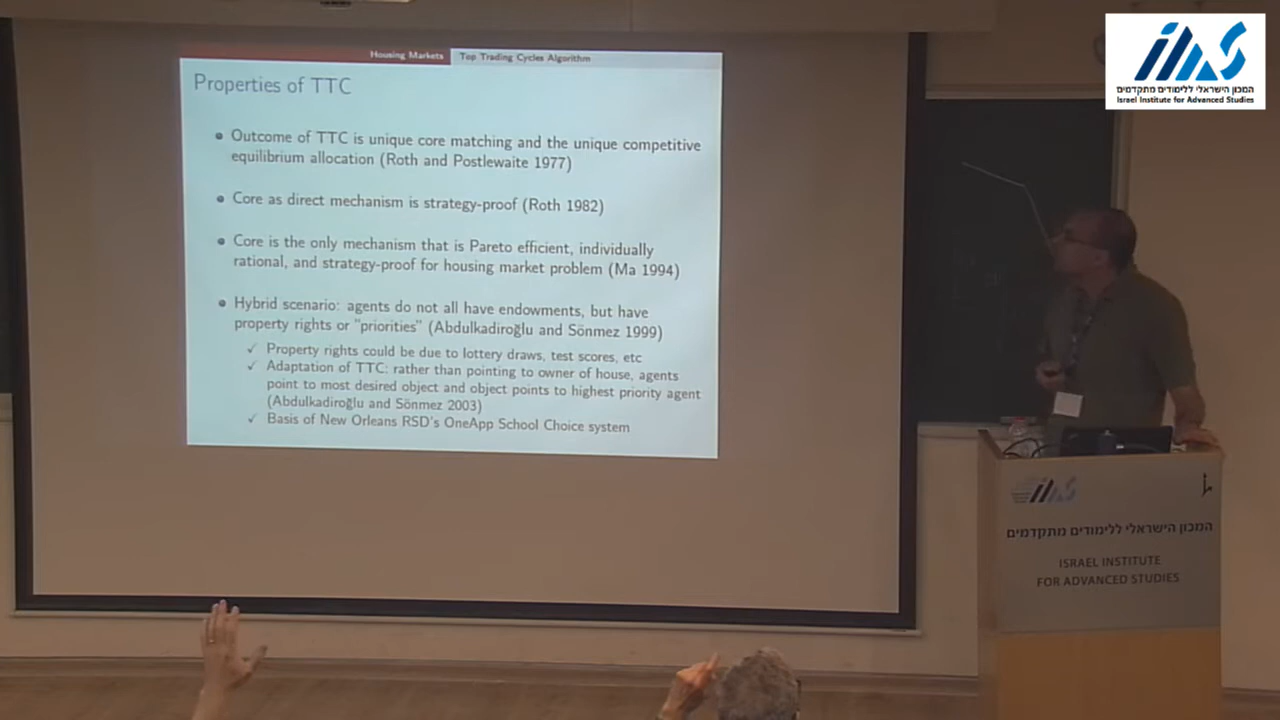 Housing Markets
Top Trading Cycles Algorithm
Properties of TTC
Outcome of TTC is unique core matching and the unique competitive
equilibrium allocation (Roth and Postlewaite 1977)
Core as direct mechanism is strategy-proof (Roth 1982)
Core is the only mechanism that is Pareto efficient, individually
rational, and strategy-proof for housing market problem (Ma 1994)
Hybrid scenario: agents do not all have endowments, but have
property rights or "priorities" (Abdulkadiroğlu and Sönmez 1999)
✓ Property rights could be due to lottery draws, test scores, etc
✓ Adaptation of TTC: rather than pointing to owner of house, agents
point to most desired object and object points to highest priority agent
(Abdulkadiroğlu and Sönmez 2003)
✓ Basis of New Orleans RSD's OneApp School Choice system
המכון הישראלי ללימודים מתקדמים
Israel Institute for Advanced Studies
המכון הישראלי ללימודים מתקדמים
ISRAEL INSTITUTE
FOR ADVANCED STUDIES